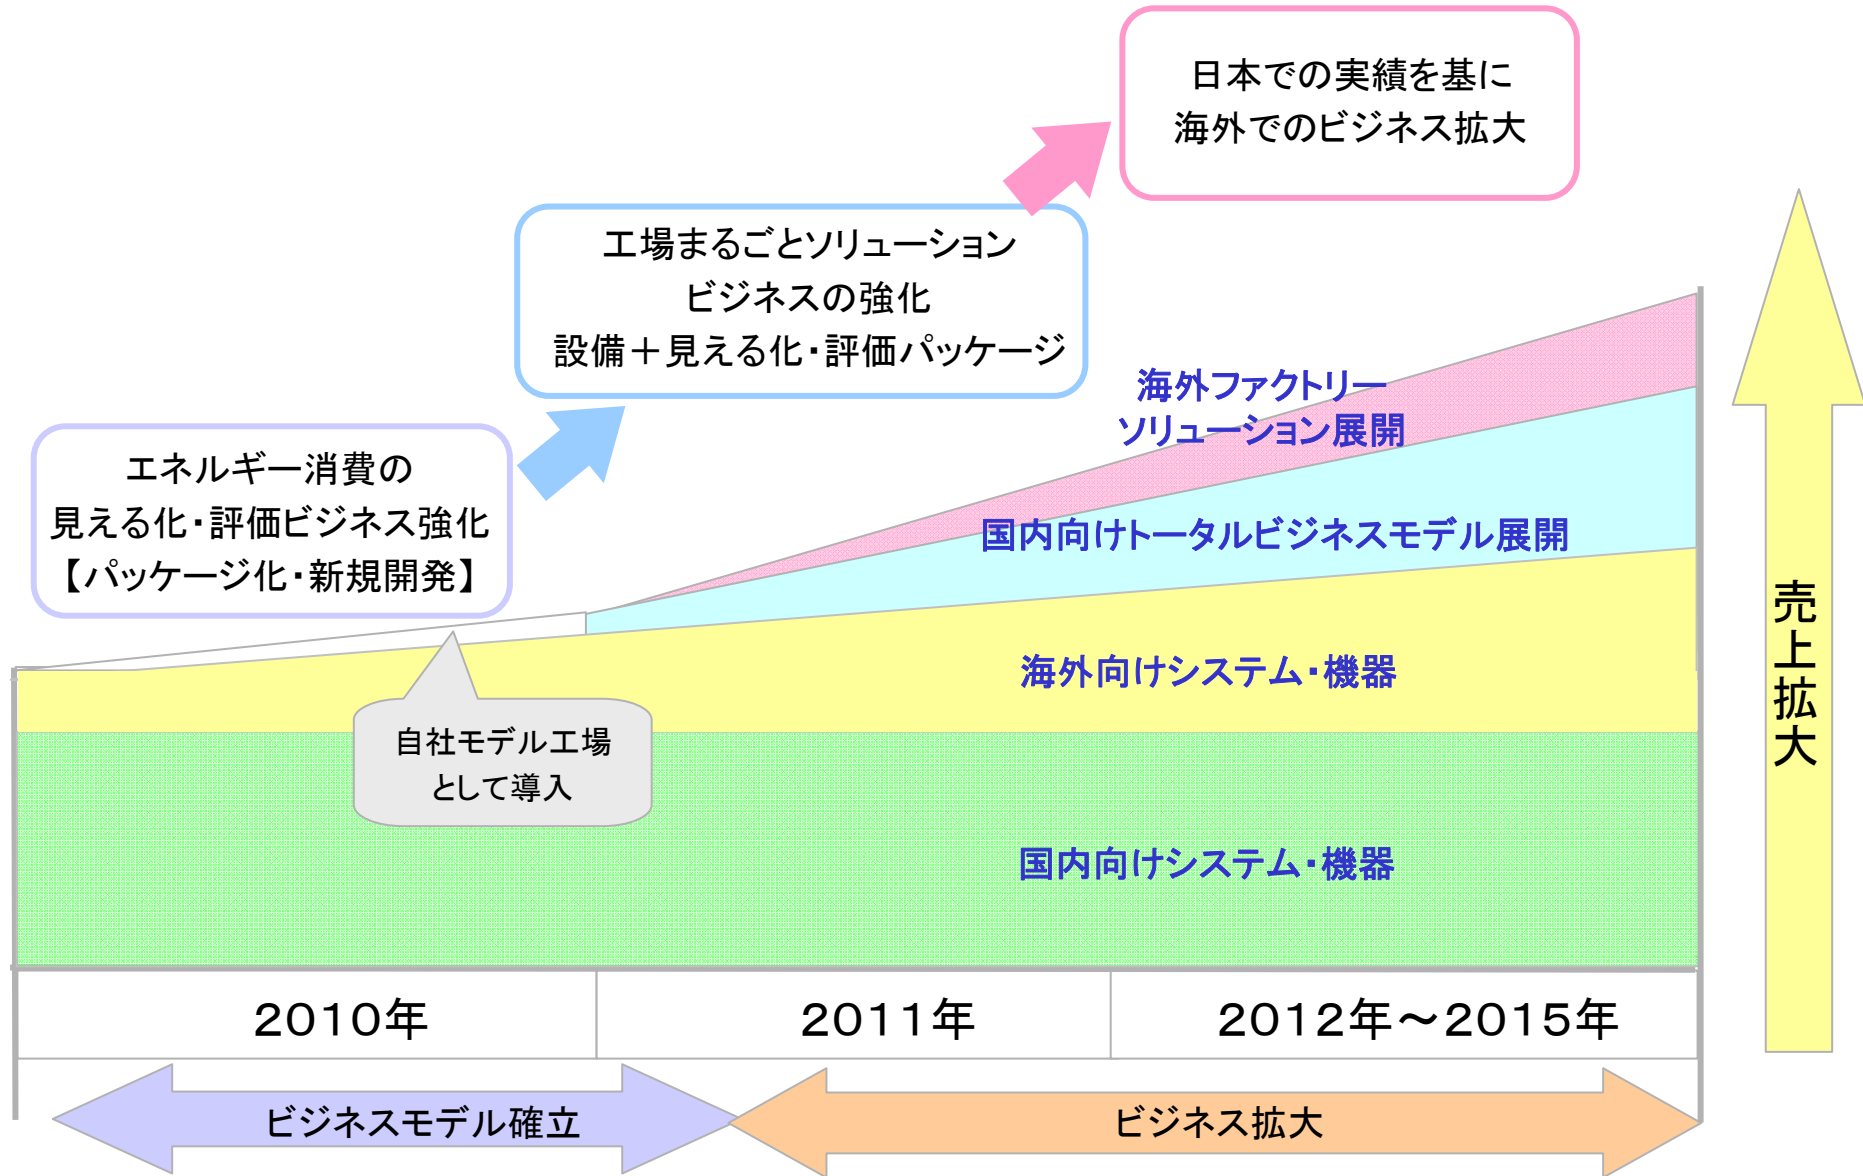 日本での実績を基に
海外でのビジネス拡大
工場まるごとソリューション
ビジネスの強化
設備＋見える化・評価パッケージ
エネルギー消費の
見える化・評価ビジネス強化
【パッケージ化・新規開発】
海外ファクトリー
ソリューション展開
国内向けトータルビジネスモデル展開
海外向けシステム・機器
自社モデル工場
として導入
国内向けシステム・機器
売上拡大
2010年
2011年
2012年～2015年
ビジネスモデル確立
ビジネス拡大